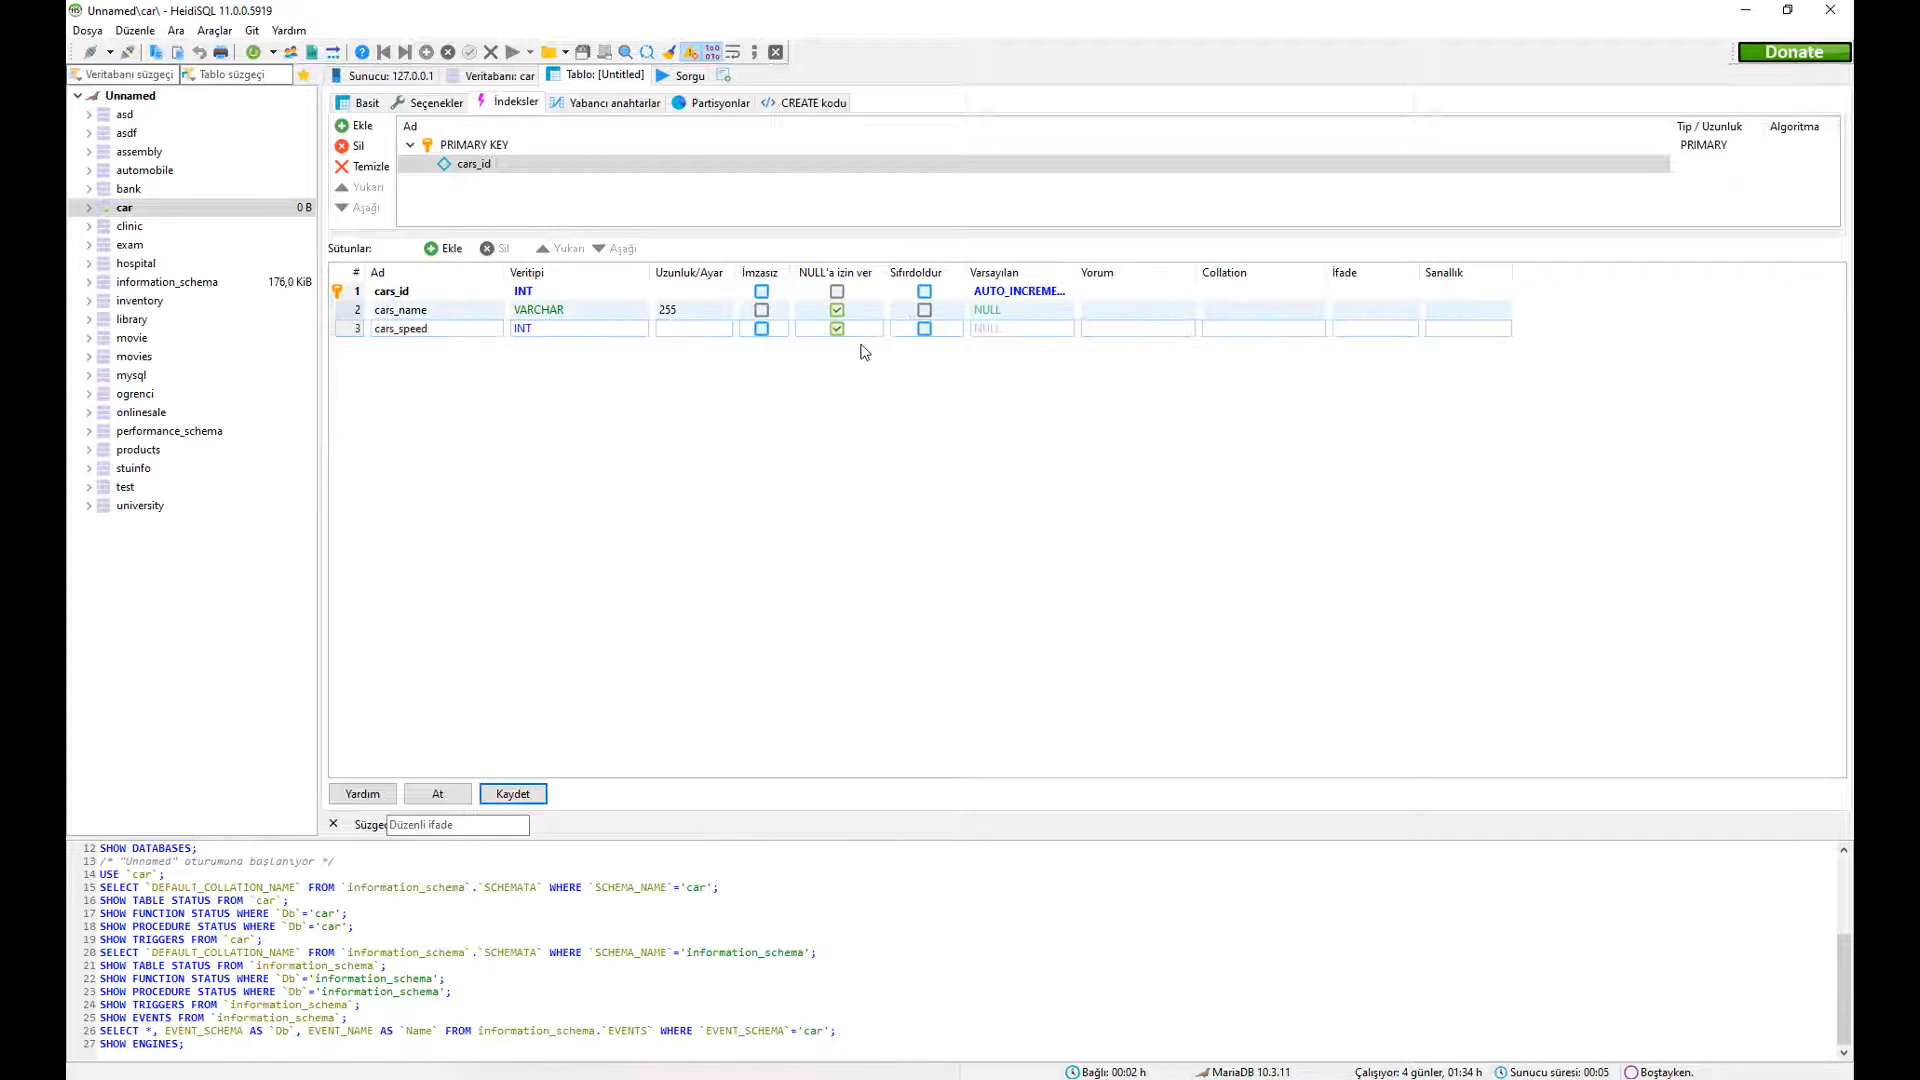 Unnamed\car\ - HeidiSQL 11.0.0.5919
Dosya Düzenle Ara Araçlar Git Yardım
Donate
Veritabanı süzgeçi Tablo süzgeci
Sunucu: 127.0.0.1 Veritabanı: car Tablo: [Untitled] Sorgu
Unnamed
asd
asdf
assembly
automobile
bank
car 0 B
clinic
exam
hospital
information_schema 176,0 KiB
inventory
library
movie
movies
mysql
ogrenci
onlinesale
performance_schema
products
stuinfo
test
university
Basit Seçenekler İndeksler Yabancı anahtarlar Partisyonlar CREATE kodu
Ekle
Sil
Temizle
Yukarı
Aşağı
Ad Tip / Uzunluk Algoritma
PRIMARY KEY PRIMARY
cars_id
Sütunlar: Ekle Sil Yukarı Aşağı
# Ad Veritipi Uzunluk/Ayar İmzasız NULL'a izin ver Sıfırdoldur Varsayılan Yorum Collation İfade Sanallık
1 cars_id INT AUTO_INCREME...
2 cars_name VARCHAR 255 NULL
3 cars_speed INT NULL
Yardım At Kaydet
Süzgeç Düzenli ifade
12 SHOW DATABASES;
13 /* "Unnamed" oturumuna başlanıyor */
14 USE `car`;
15 SELECT `DEFAULT_COLLATION_NAME` FROM `information_schema`.`SCHEMATA` WHERE `SCHEMA_NAME`='car';
16 SHOW TABLE STATUS FROM `car`;
17 SHOW FUNCTION STATUS WHERE `Db`='car';
18 SHOW PROCEDURE STATUS WHERE `Db`='car';
19 SHOW TRIGGERS FROM `car`;
20 SELECT `DEFAULT_COLLATION_NAME` FROM `information_schema`.`SCHEMATA` WHERE `SCHEMA_NAME`='information_schema';
21 SHOW TABLE STATUS FROM `information_schema`;
22 SHOW FUNCTION STATUS WHERE `Db`='information_schema';
23 SHOW PROCEDURE STATUS WHERE `Db`='information_schema';
24 SHOW TRIGGERS FROM `information_schema`;
25 SHOW EVENTS FROM `information_schema`;
26 SELECT *, EVENT_SCHEMA AS `Db`, EVENT_NAME AS `Name` FROM information_schema.`EVENTS` WHERE `EVENT_SCHEMA`='car';
27 SHOW ENGINES;
Bağlı: 00:02 h MariaDB 10.3.11 Çalışıyor: 4 günler, 01:34 h Sunucu süresi: 00:05 Boştayken.